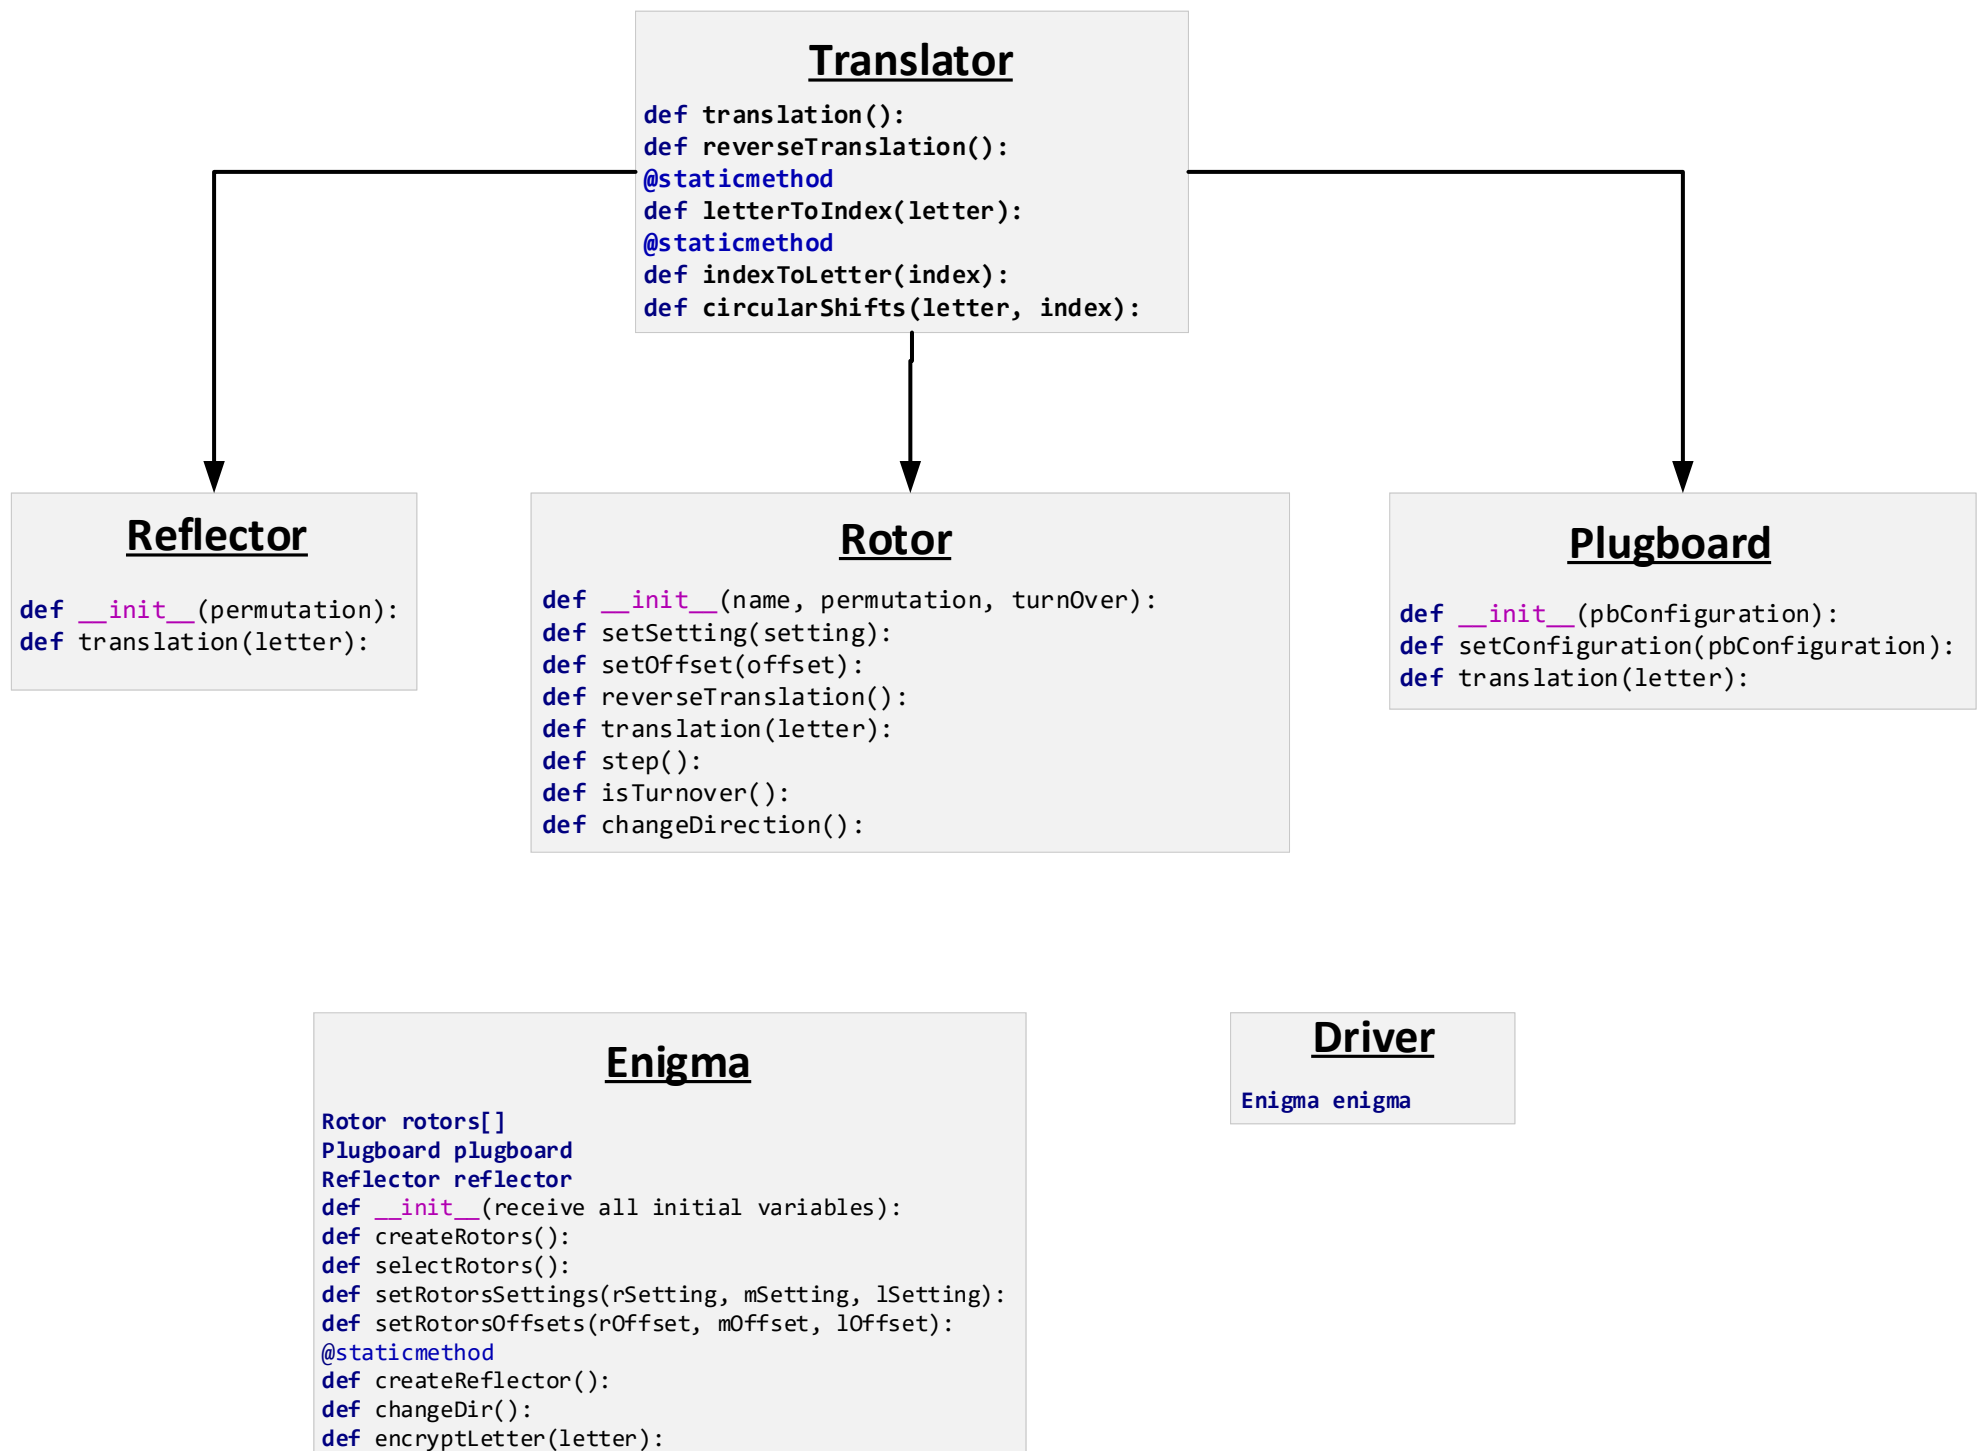 Translator
def translation():
def reverseTranslation():
@staticmethod
def letterToIndex(letter):
@staticmethod
def indexToLetter(index):
def circularShifts(letter, index):
Reflector
def __init__(permutation):
def translation(letter):
Rotor
def __init__(name, permutation, turnOver):
def setSetting(setting):
def setOffset(offset):
def reverseTranslation():
def translation(letter):
def step():
def isTurnover():
def changeDirection():
Plugboard
def __init__(pbConfiguration):
def setConfiguration(pbConfiguration):
def translation(letter):
Enigma
Rotor rotors[]
Plugboard plugboard
Reflector reflector
def __init__(receive all initial variables):
def createRotors():
def selectRotors():
def setRotorsSettings(rSetting, mSetting, lSetting):
def setRotorsOffsets(rOffset, mOffset, lOffset):
@staticmethod
def createReflector():
def changeDir():
def encryptLetter(letter):
Driver
Enigma enigma